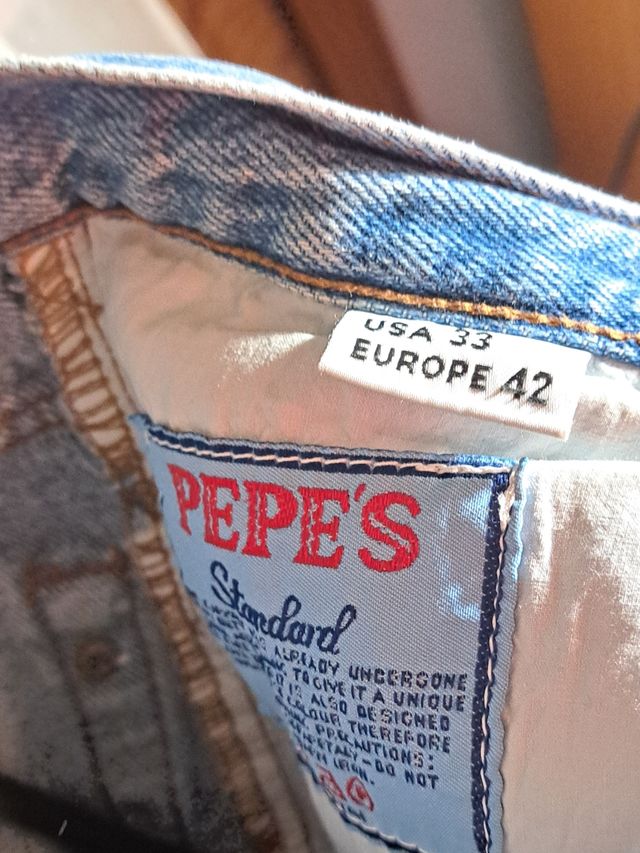 USA 33
EUROPE 42
PEPE'S
Standard
ALREADY UNDERGONE
TO GIVE IT A UNIQUE
IT IS ALSO DESIGNED
COLOUR THEREFORE
PRECAUTIONS:
DO NOT
IRON.